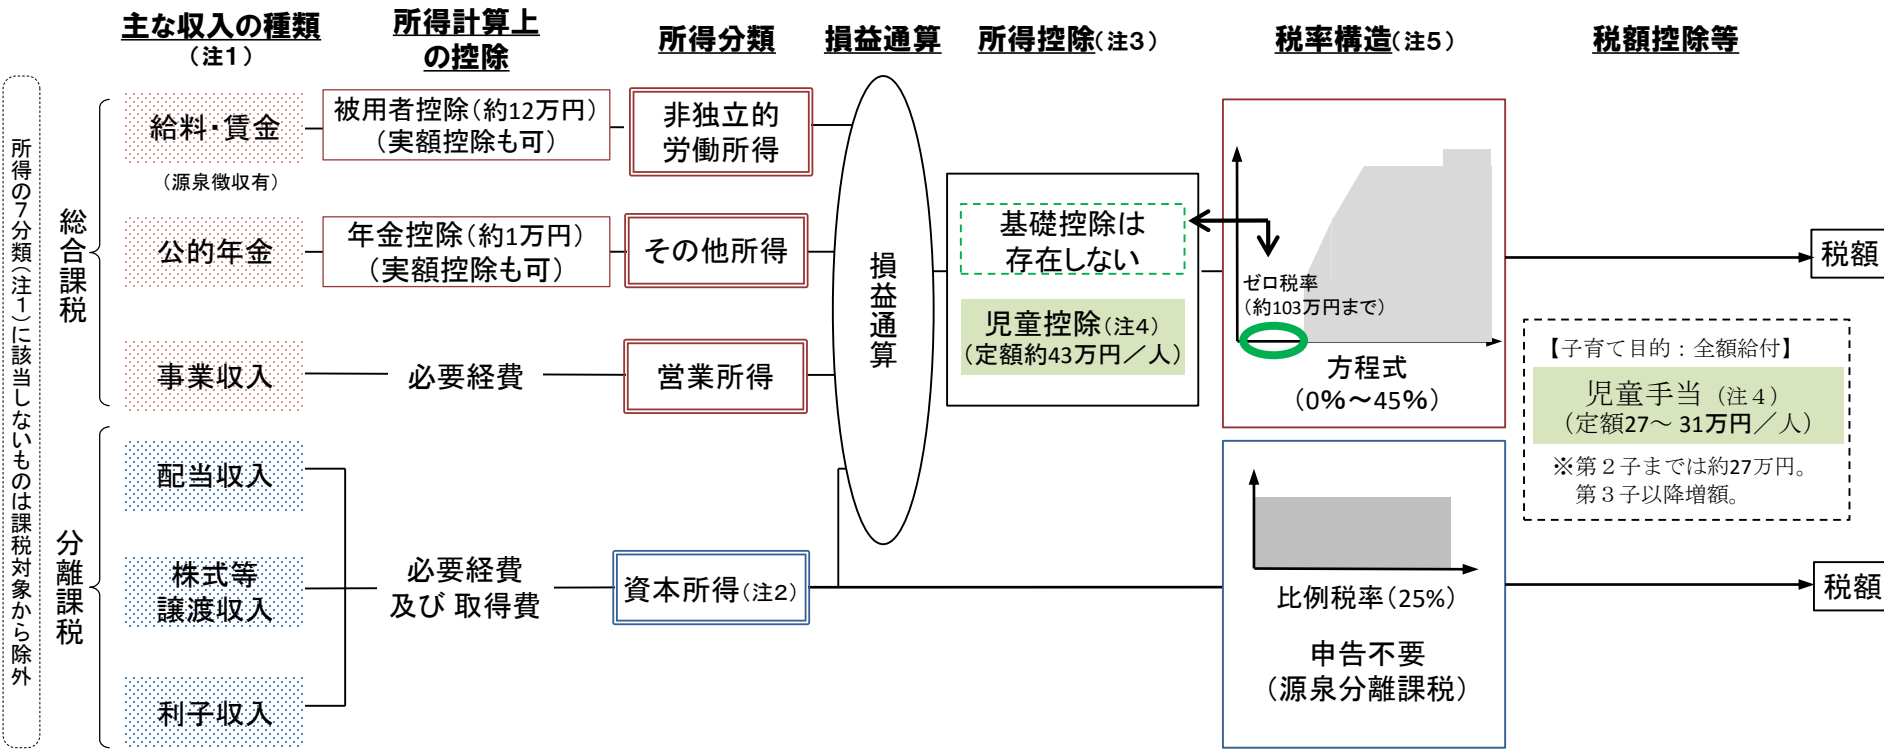 主な収入の種類
（注1）
所得計算上
の控除
所得分類
損益通算
所得控除（注3）
税率構造（注5）
税額控除等
所得の7分類（注1）に該当しないものは課税対象から除外
総合課税
給料・賃金
（源泉徴収有）
被用者控除（約12万円）
（実額控除も可）
非独立的
労働所得
公的年金
年金控除（約1万円）
（実額控除も可）
その他所得
事業収入
必要経費
営業所得
損益通算
基礎控除は
存在しない
児童控除（注4）
（定額約43万円／人）
ゼロ税率
（約103万円まで）
方程式
（0%～45%）
税額
【子育て目的：全額給付】
児童手当（注４）
（定額27～ 31万円／人）
※第２子までは約27万円。
第３子以降増額。
分離課税
配当収入
株式等
譲渡収入
利子収入
必要経費
及び 取得費
資本所得（注2）
比例税率（25%）
申告不要
（源泉分離課税）
税額